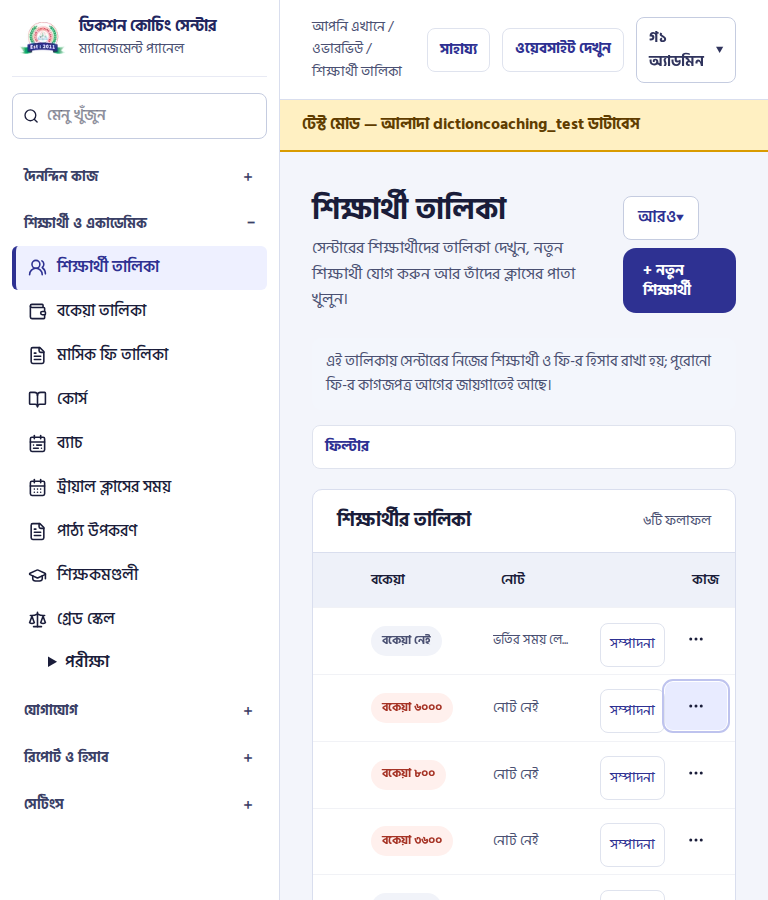 ডিকশন কোচিং সেন্টার
ম্যানেজমেন্ট প্যানেল
Est : 2011
মেনু খুঁজুন
দৈনন্দিন কাজ +
শিক্ষার্থী ও একাডেমিক −
শিক্ষার্থী তালিকা
বকেয়া তালিকা
মাসিক ফি তালিকা
কোর্স
ব্যাচ
ট্রায়াল ক্লাসের সময়
পাঠ্য উপকরণ
শিক্ষকমণ্ডলী
গ্রেড স্কেল
পরীক্ষা
যোগাযোগ +
রিপোর্ট ও হিসাব +
সেটিংস +
আপনি এখানে /
ওভারভিউ /
শিক্ষার্থী তালিকা
সাহায্য
ওয়েবসাইট দেখুন
গ১
অ্যাডমিন
টেস্ট মোড — আলাদা dictioncoaching_test ডাটাবেস
শিক্ষার্থী তালিকা
সেন্টারের শিক্ষার্থীদের তালিকা দেখুন, নতুন
শিক্ষার্থী যোগ করুন আর তাঁদের ক্লাসের পাতা
খুলুন।
আরও▾
+ নতুন
শিক্ষার্থী
এই তালিকায় সেন্টারের নিজের শিক্ষার্থী ও ফি-র হিসাব রাখা হয়; পুরোনো
ফি-র কাগজপত্র আগের জায়গাতেই আছে।
ফিল্টার
শিক্ষার্থীর তালিকা
৬টি ফলাফল
বকেয়া নোট কাজ
বকেয়া নেই ভর্তির সময় লে... সম্পাদনা ...
বকেয়া ৬০০০ নোট নেই সম্পাদনা ...
বকেয়া ৮০০ নোট নেই সম্পাদনা ...
বকেয়া ৩৬০০ নোট নেই সম্পাদনা ...